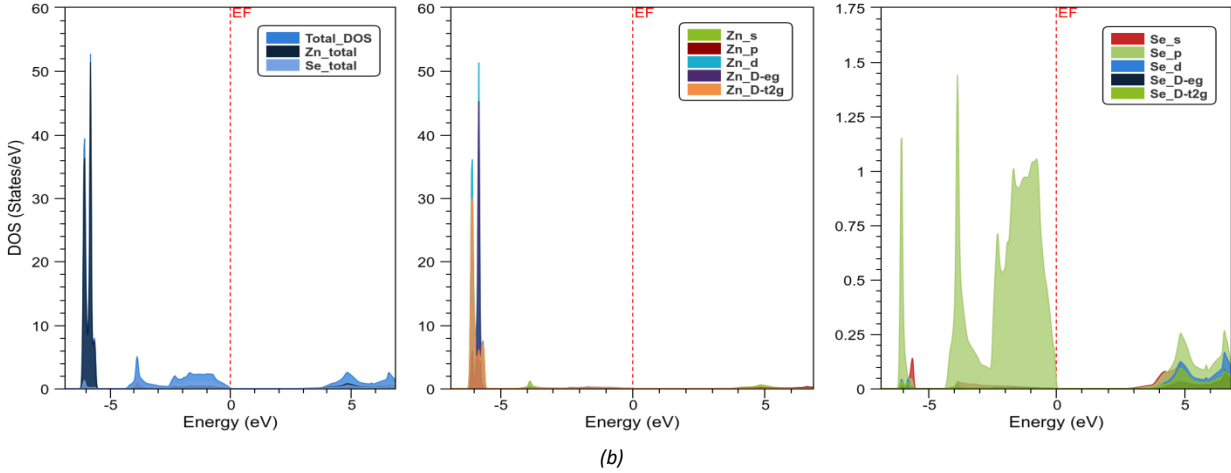 60
50
40
30
20
10
0
DOS (States/eV)
EF
Total_DOS
Zn_total
Se_total
-5
0
5
Energy (eV)
60
50
40
30
20
10
0
EF
Zn_s
Zn_p
Zn_d
Zn_D-eg
Zn_D-t2g
-5
0
5
Energy (eV)
1.75
1.5
1.25
1
0.75
0.5
0.25
0
EF
Se_s
Se_p
Se_d
Se_D-eg
Se_D-t2g
-5
0
5
Energy (eV)
(b)